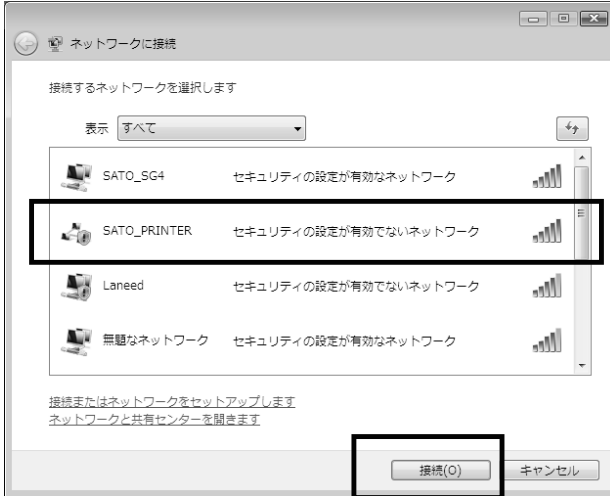 ネットワークに接続
接続するネットワークを選択します
表示 すべて
SATO_SG4 セキュリティの設定が有効なネットワーク
SATO_PRINTER セキュリティの設定が有効でないネットワーク
Laneed セキュリティの設定が有効でないネットワーク
無題なネットワーク セキュリティの設定が有効なネットワーク
接続またはネットワークをセットアップします
ネットワークと共有センターを開きます
接続(O) キャンセル